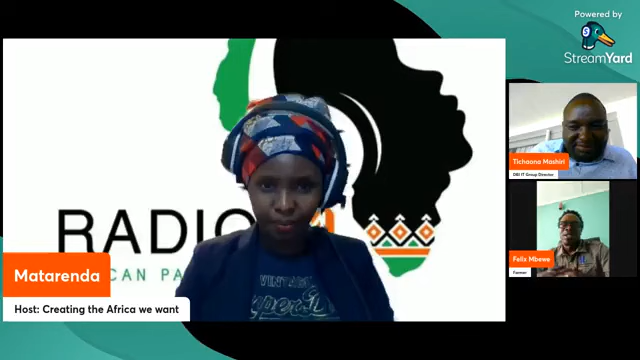 Powered by
StreamYard
RADIO
CAN PA
Matarenda
Host: Creating the Africa we want
VINTAGE
Tichaona Mashiri
DBI IT Group Director
Felix Mbewe
Farmer